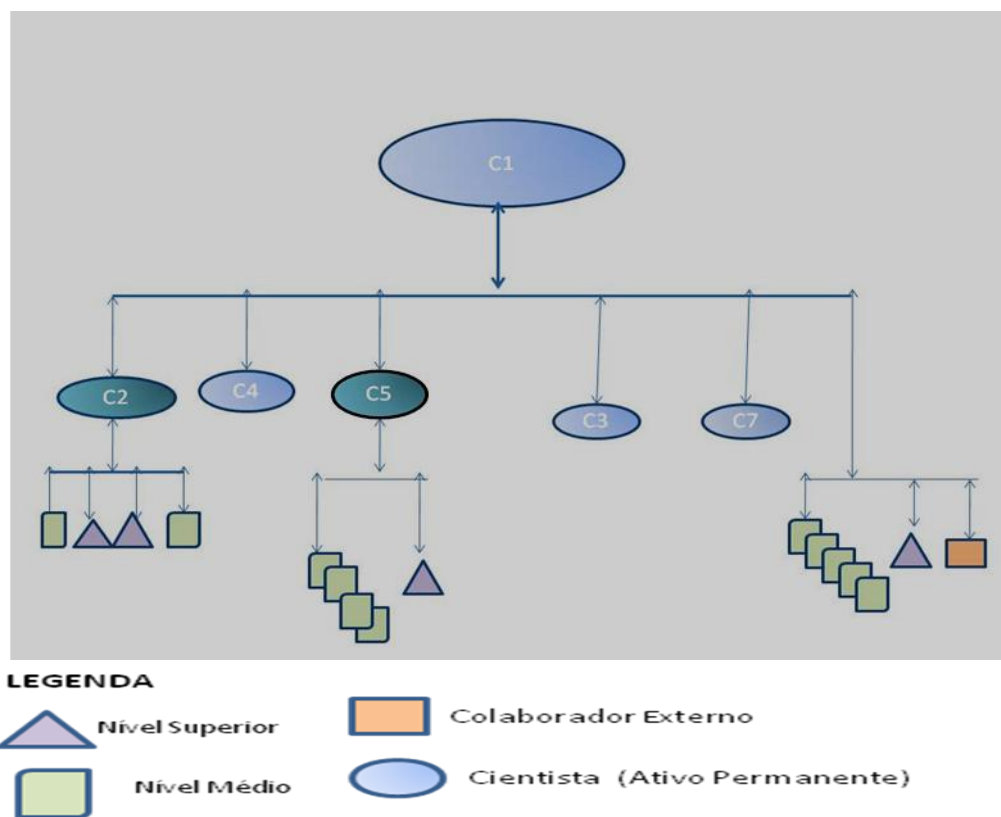 C1
C2
C4
C5
C3
C7
LEGENDA
Nível Superior
Colaborador Externo
Nível Médio
Cientista (Ativo Permanente)